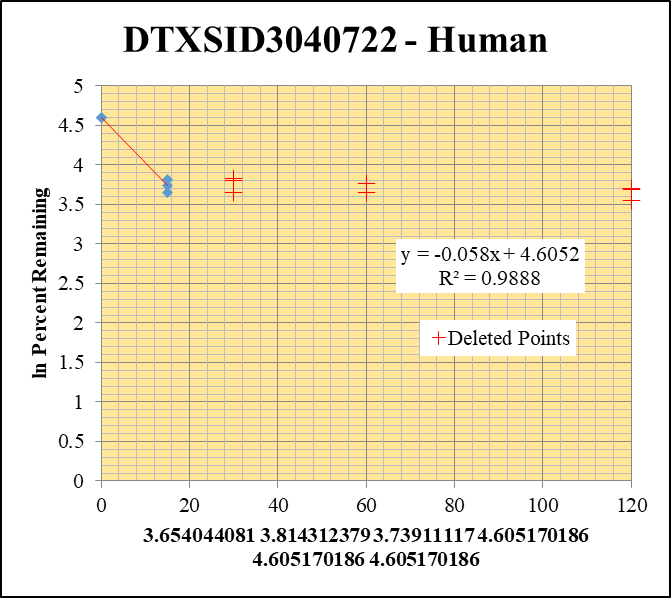 DTXSID3040722 - Human
5
4.5
4
3.5
3
2.5
2
1.5
1
0.5
0
ln Percent Remaining
y = -0.058x + 4.6052
R² = 0.9888
Deleted Points
0 20 40 60 80 100 120
3.654044081 3.814312379 3.73911117 4.605170186
4.605170186 4.605170186